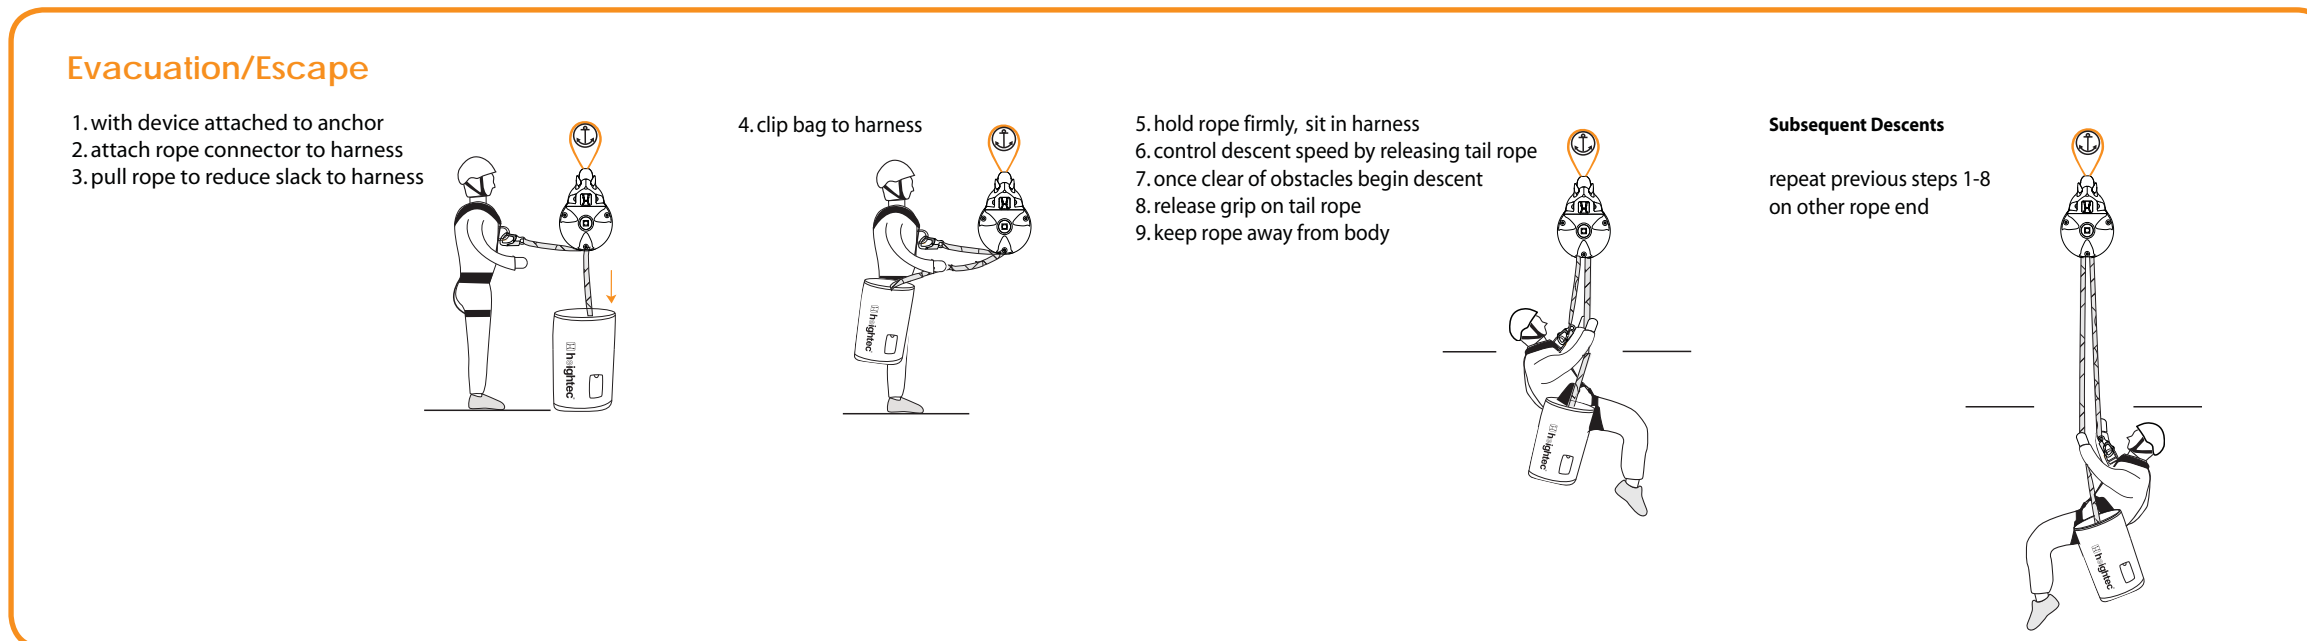 Evacuation/Escape
1. with device attached to anchor
2. attach rope connector to harness
3. pull rope to reduce slack to harness
heightec
4. clip bag to harness
heightec
5. hold rope firmly, sit in harness
6. control descent speed by releasing tail rope
7. once clear of obstacles begin descent
8. release grip on tail rope
9. keep rope away from body
heightec
Subsequent Descents
repeat previous steps 1-8
on other rope end
heightec